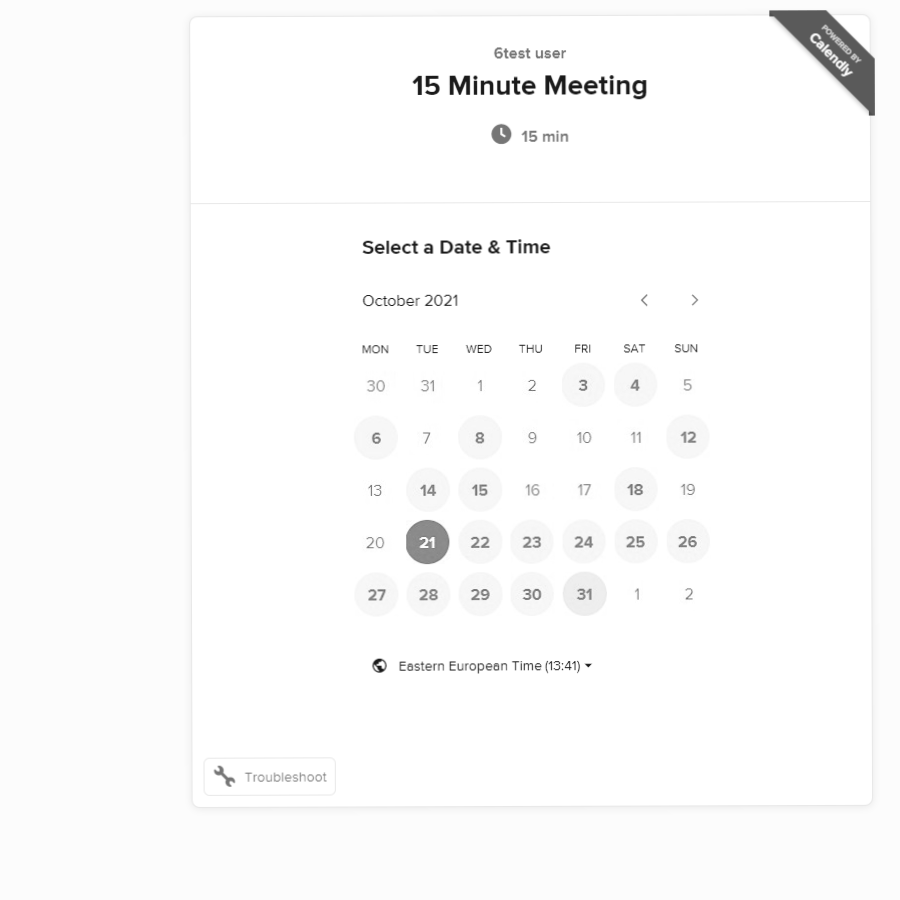 6test user
POWERED BY
Calendly
15 Minute Meeting
15 min
Select a Date & Time
October 2021
MON TUE WED THU FRI SAT SUN
30 31 1 2 3 4 5
6 7 8 9 10 11 12
13 14 15 16 17 18 19
20 21 22 23 24 25 26
27 28 29 30 31 1 2
Eastern European Time (13:41)
Troubleshoot